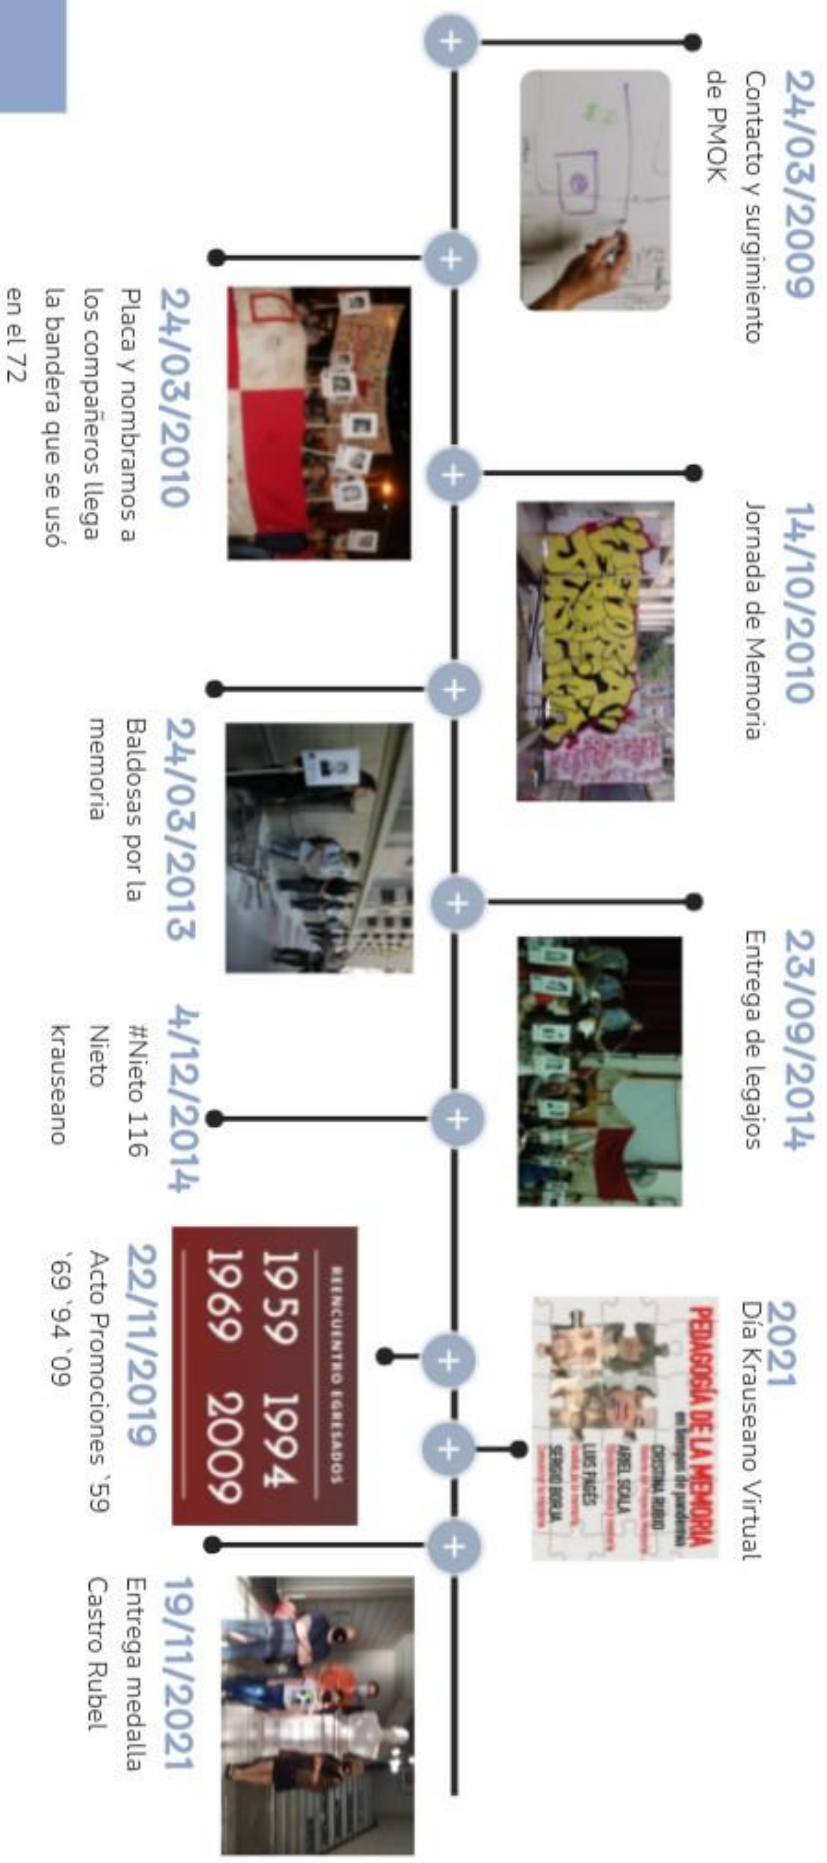 24/03/2009
Contacto y surgimiento
de PMOK
24/03/2010
Placa y nombramos a
los compañeros llega
la bandera que se usó
en el 72
14/10/2010
Jornada de Memoria
24/03/2013
Baldosas por la
memoria
23/09/2014
Entrega de legajos
4/12/2014
#Nieto 116
Nieto
krauseano
22/11/2019
Acto Promociones `59
`69 `94 `09
REENCUENTRO EGRESADOS
1959 1994
1969 2009
2021
Día Krauseano Virtual
PEDAGOGÍA DE LA MEMORIA
en tiempos de pandemia
CRISTINA RUBIO
ARIEL SCALA
LUIS PAGÉS
SERGIO BORJA
19/11/2021
Entrega medalla
Castro Rubel